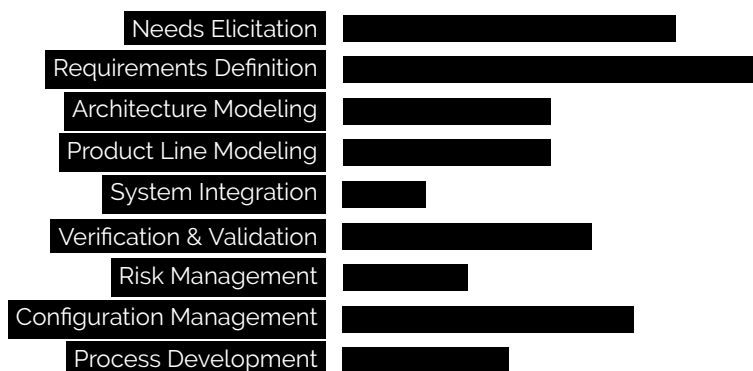 Needs Elicitation
Requirements Definition
Architecture Modeling
Product Line Modeling
System Integration
Verification & Validation
Risk Management
Configuration Management
Process Development